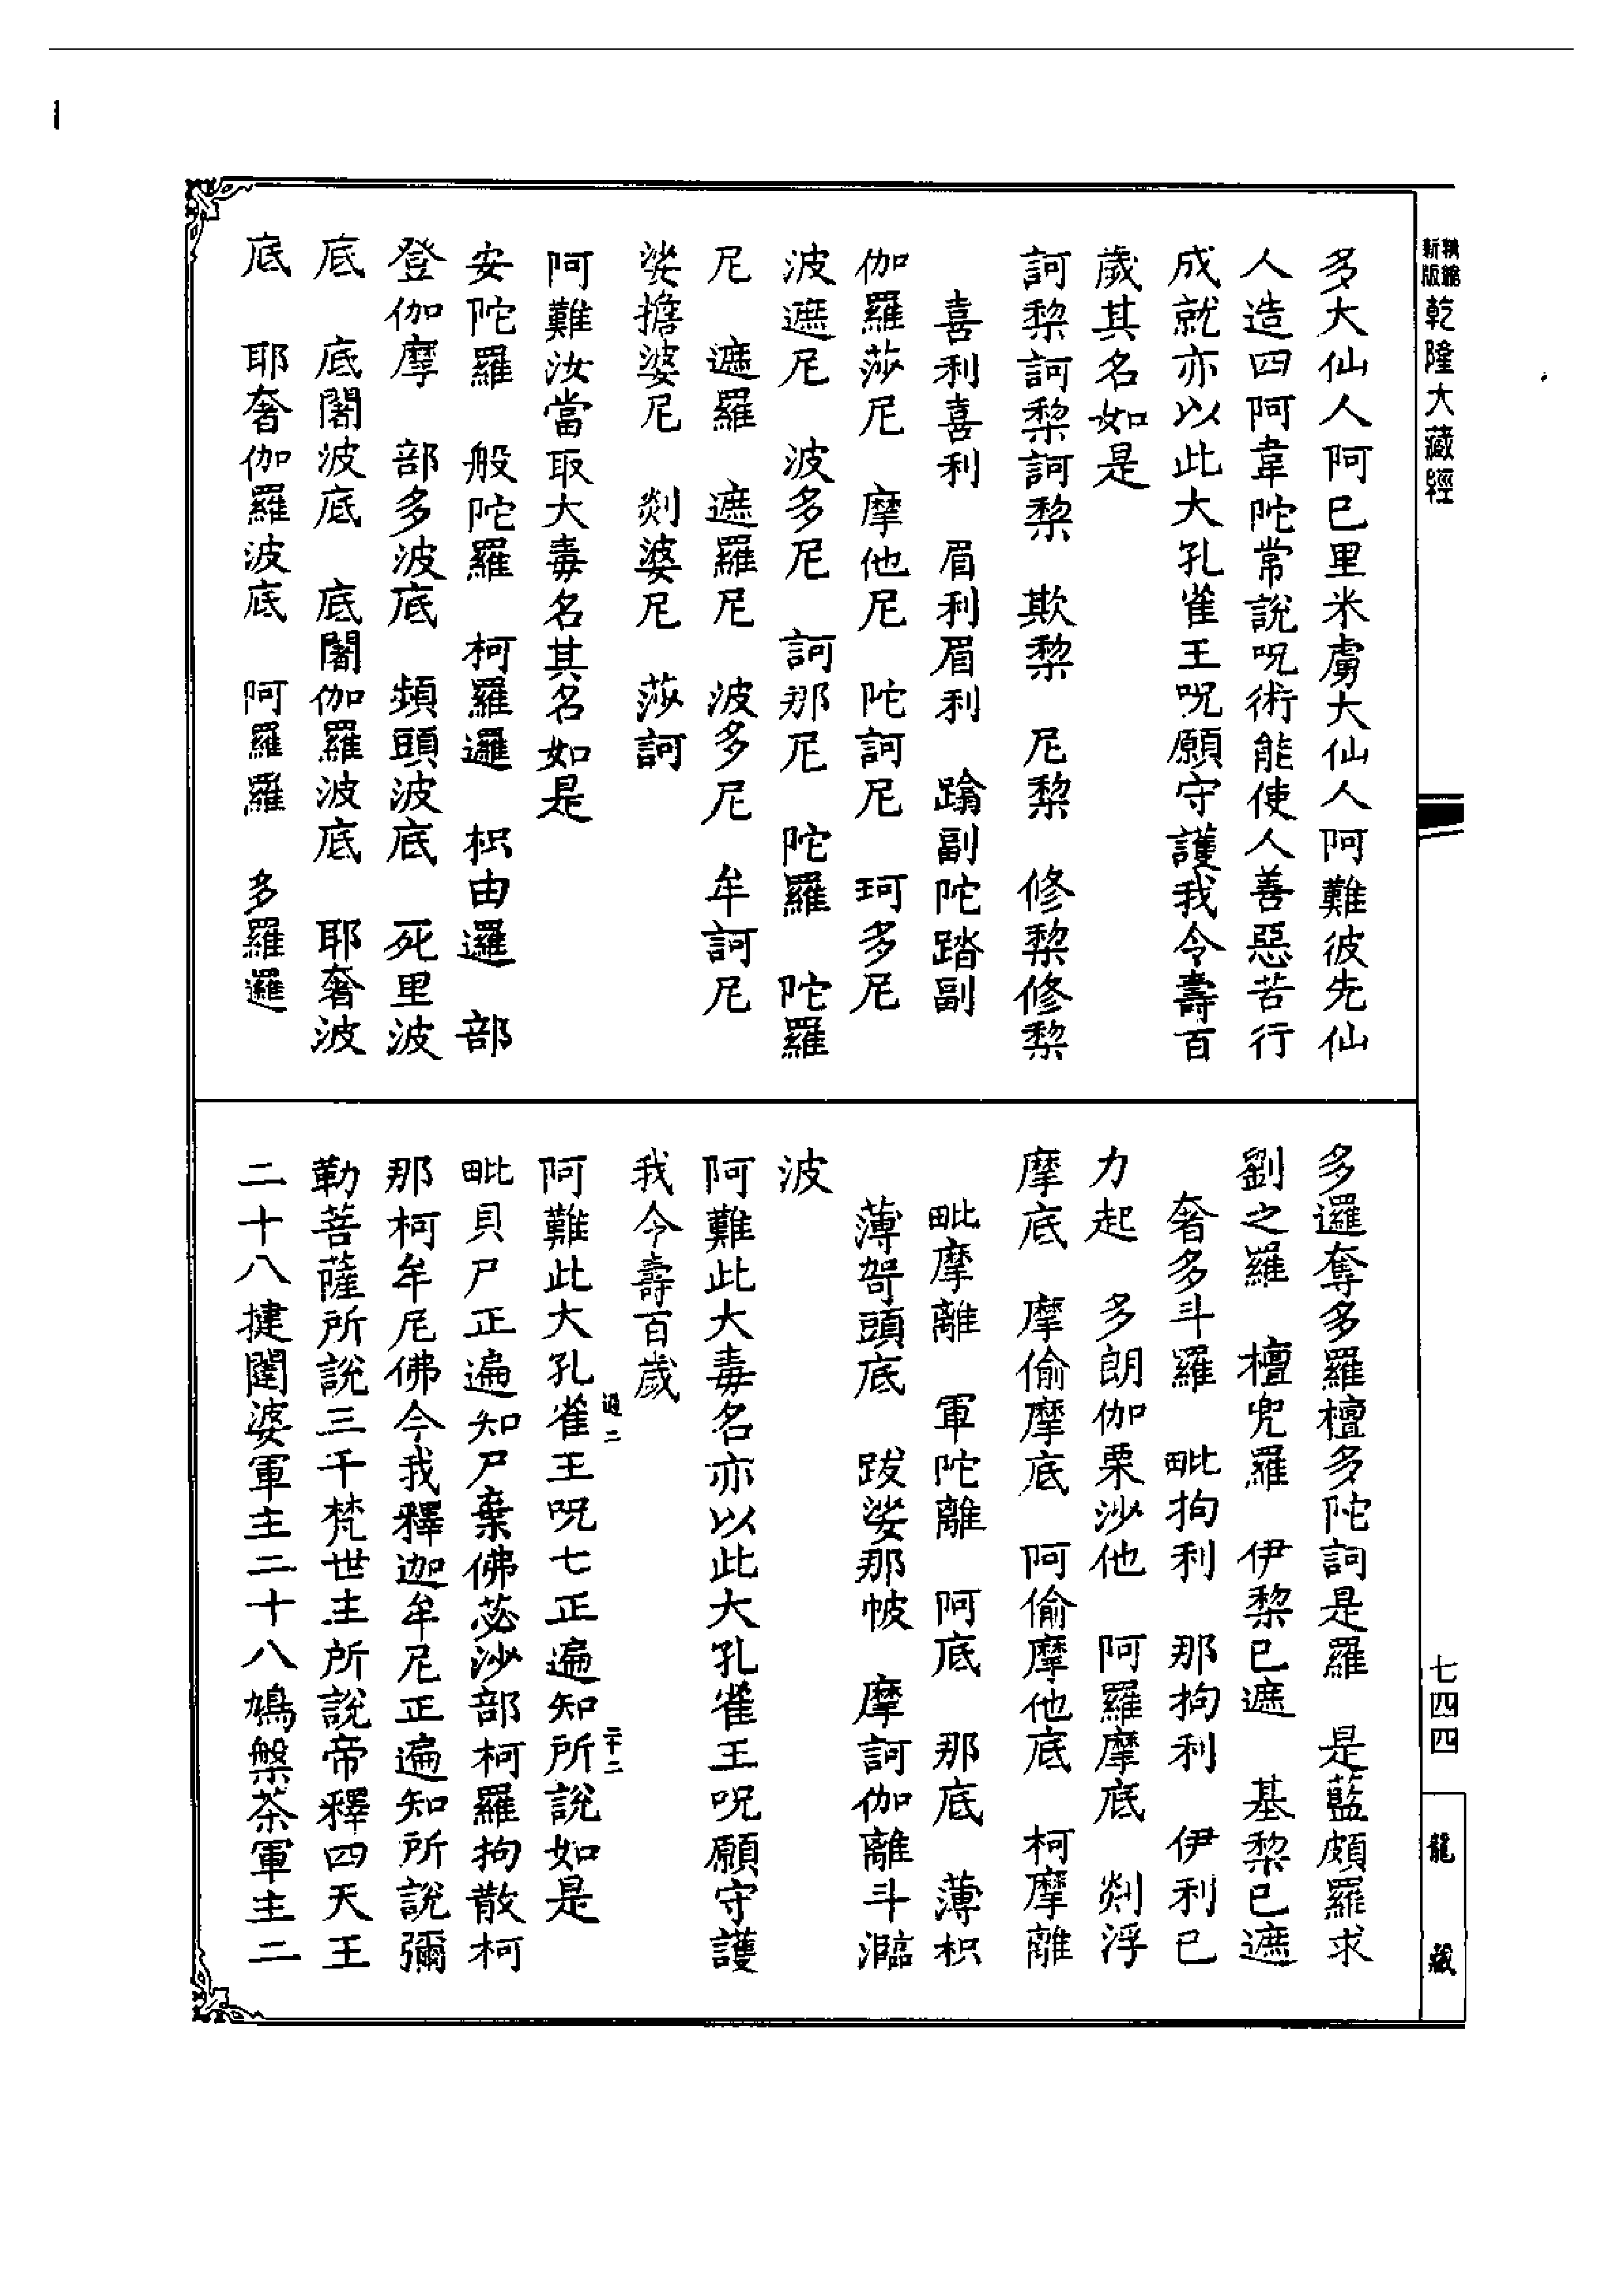 新版精縮乾隆大藏經
多大仙人阿巳里米虜大仙人阿難彼先仙
人造四阿韋陀常說呪術能使人善惡苦行
成就亦以此大孔雀王呪願守護我令壽百
歲其名如是
訶棃訶棃訶棃　欺棃　尼棃　修棃修棃
喜利喜利　眉利眉利　踰副陀踏副
伽羅莎尼　摩他尼　陀訶尼　珂多尼
波遮尼　波多尼　訶那尼　陀羅　陀羅
尼　遮羅　遮羅尼　波多尼　牟訶尼
娑擔婆尼　剡婆尼　莎訶
阿難汝當取大毒名其名如是
安陀羅　般陀羅　柯羅邏　枳由邏　部
登伽摩　部多波底　頻頭波底　死里波
底　底闍波底　底闍伽羅波底　耶奢波
底　耶奢伽羅波底　阿羅羅　多羅邏
多邏奪多羅檀多陀訶是羅　是藍頗羅求
劉之羅　檀兜羅　伊棃巳遮　基棃巳遮
奢多斗羅　毗拘利　那拘利　伊利巳
力起　多朗伽栗沙他　阿羅摩底　剡浮
摩底　摩偷摩底　阿偷摩他底　柯摩離
毗摩離　軍陀離　阿底　那底　薄枳
薄哿頭底　跋娑那帔　摩訶伽離斗漚
波
阿難此大毒名亦以此大孔雀王呪願守護
我今壽百歲
阿難此大孔雀王呪七正遍知所說如是
毗貝尸正遍知尸棄佛苾沙部柯羅拘散柯
那柯牟尼佛今我釋迦牟尼正遍知所說彌
勒菩薩所說三千梵世主所說帝釋四天王
二十八揵闥婆軍主二十八鳩槃茶軍主二
二十二
七四四
龍藏